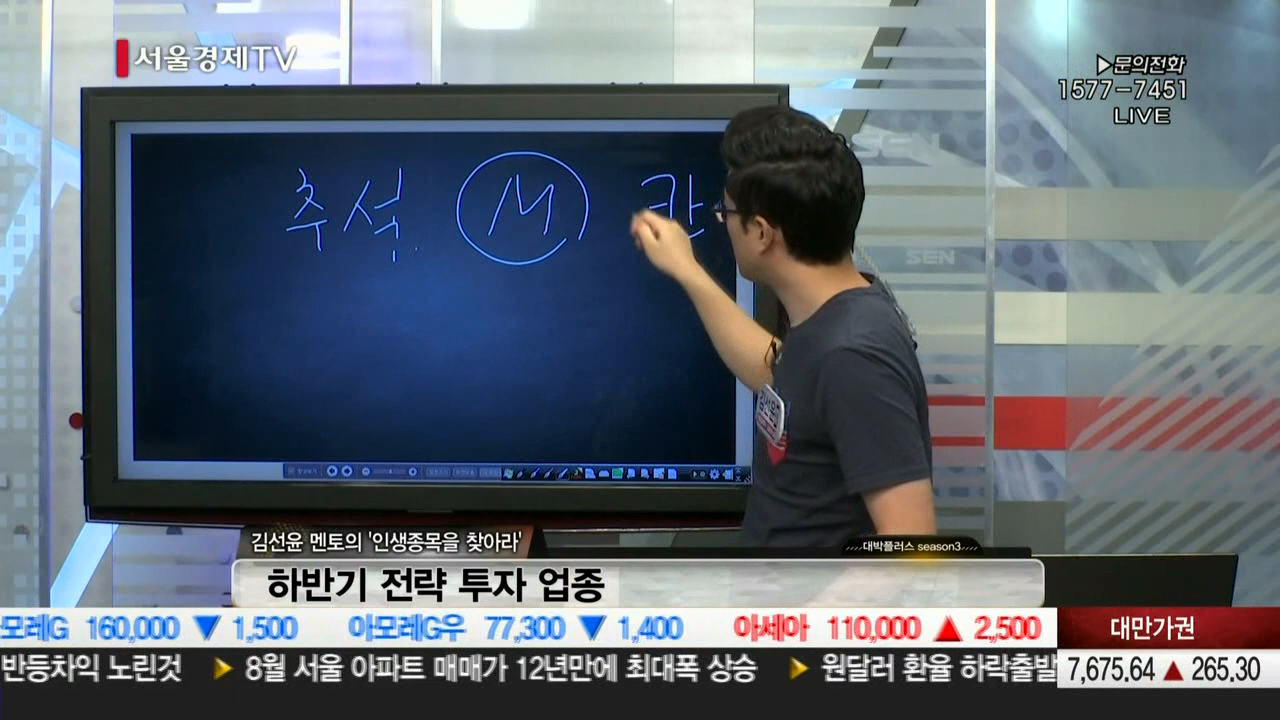 서울경제TV
▶문의전화
1577-7451
LIVE
추석. M 칸
SEN
SEN
김선윤 멘토의 '인생종목을 찾아라'
대박플러스 season3
하반기 전략 투자 업종
모레G 160,000 ▼ 1,500 아모레G우 77,300 ▼ 1,400 아세아 110,000 ▲ 2,500 대만가권
반등차익 노린것 ▶ 8월 서울 아파트 매매가 12년만에 최대폭 상승 ▶ 원달러 환율 하락출발 7,675.64 ▲ 265.30